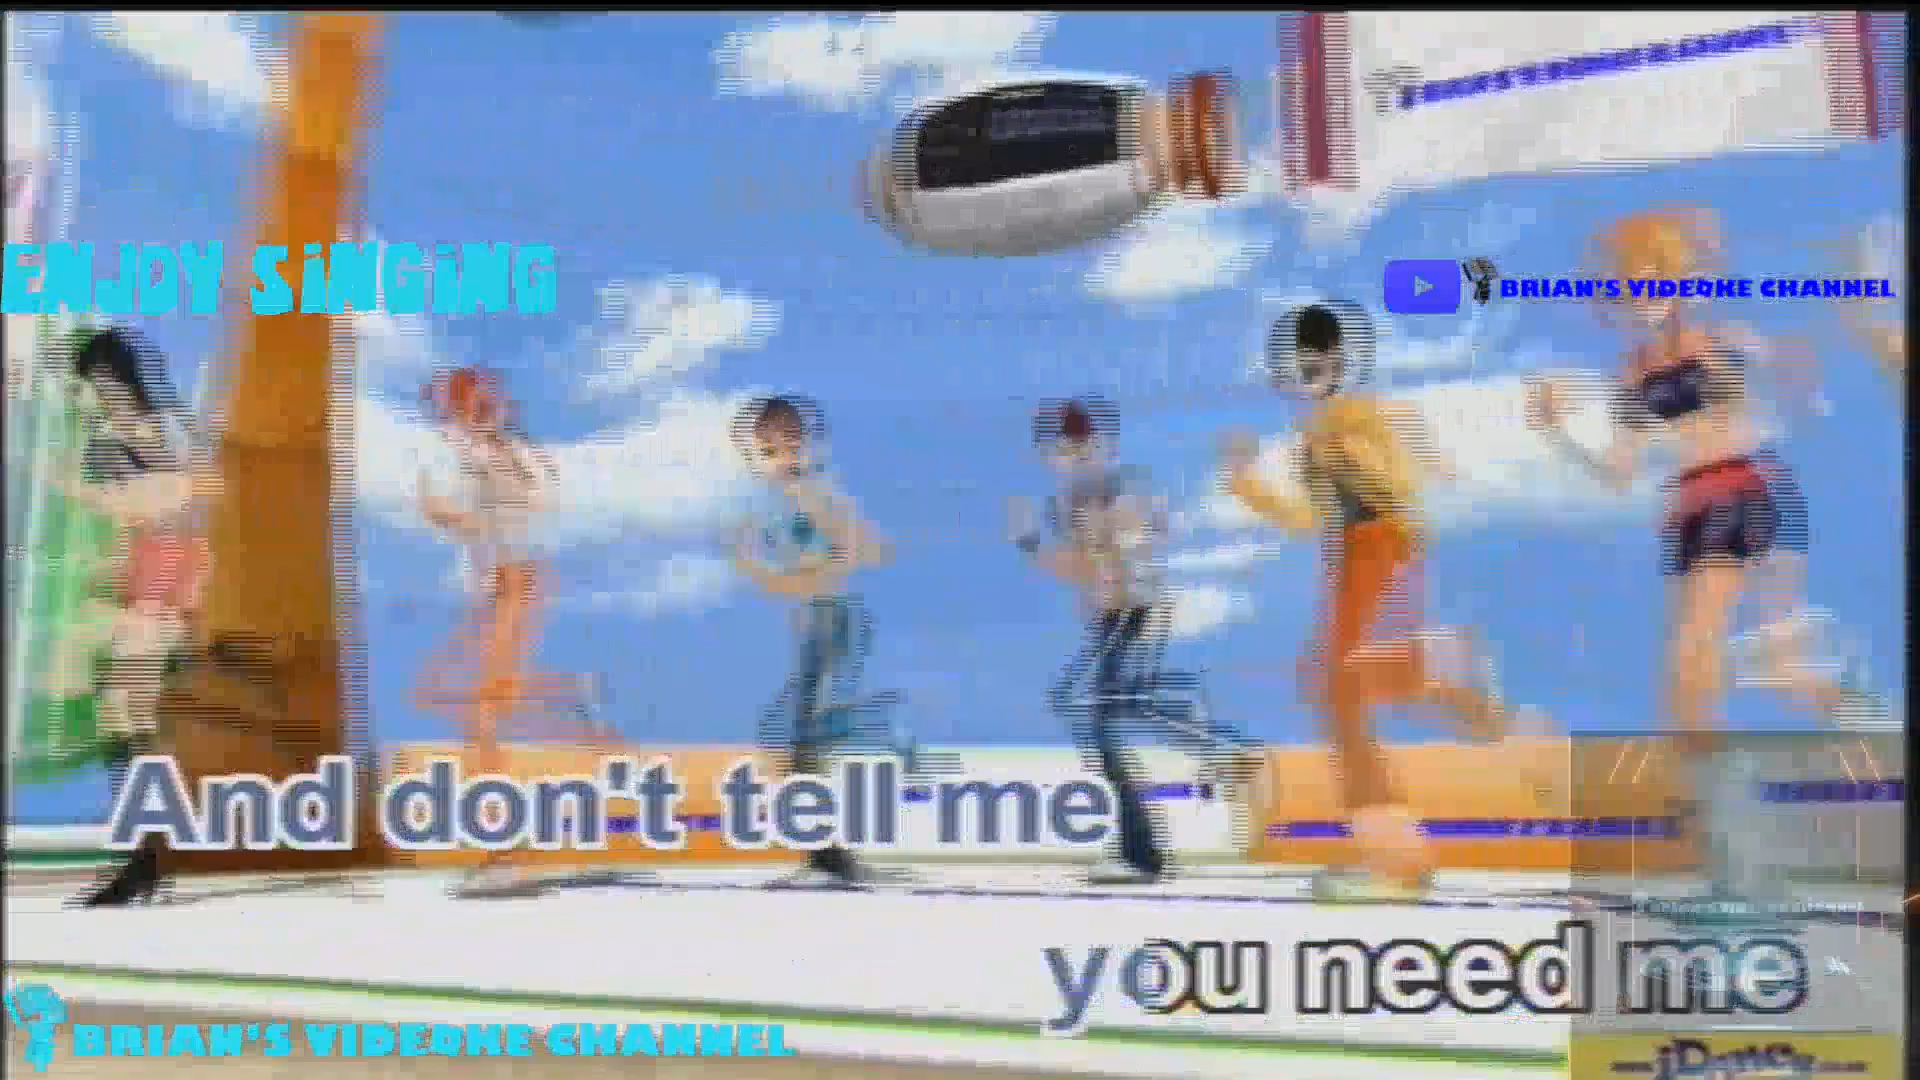 ENJOY SiNGiNG
BRIAN'S VIDEOKE CHANNEL
And don't tell me
you need me
BRIAN'S VIDEOKE CHANNEL